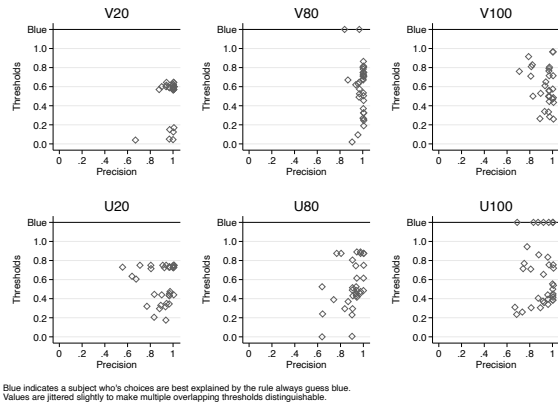 V20
V80
V100
Blue
1.0
0.8
0.6
0.4
0.2
0.0
Thresholds
0 .2 .4 .6 .8 1
Precision
Blue
1.0
0.8
0.6
0.4
0.2
0.0
Thresholds
0 .2 .4 .6 .8 1
Precision
Blue
1.0
0.8
0.6
0.4
0.2
0.0
Thresholds
0 .2 .4 .6 .8 1
Precision
U20
U80
U100
Blue
1.0
0.8
0.6
0.4
0.2
0.0
Thresholds
0 .2 .4 .6 .8 1
Precision
Blue
1.0
0.8
0.6
0.4
0.2
0.0
Thresholds
0 .2 .4 .6 .8 1
Precision
Blue
1.0
0.8
0.6
0.4
0.2
0.0
Thresholds
0 .2 .4 .6 .8 1
Precision
Blue indicates a subject who's choices are best explained by the rule always guess blue.
Values are jittered slightly to make multiple overlapping thresholds distinguishable.